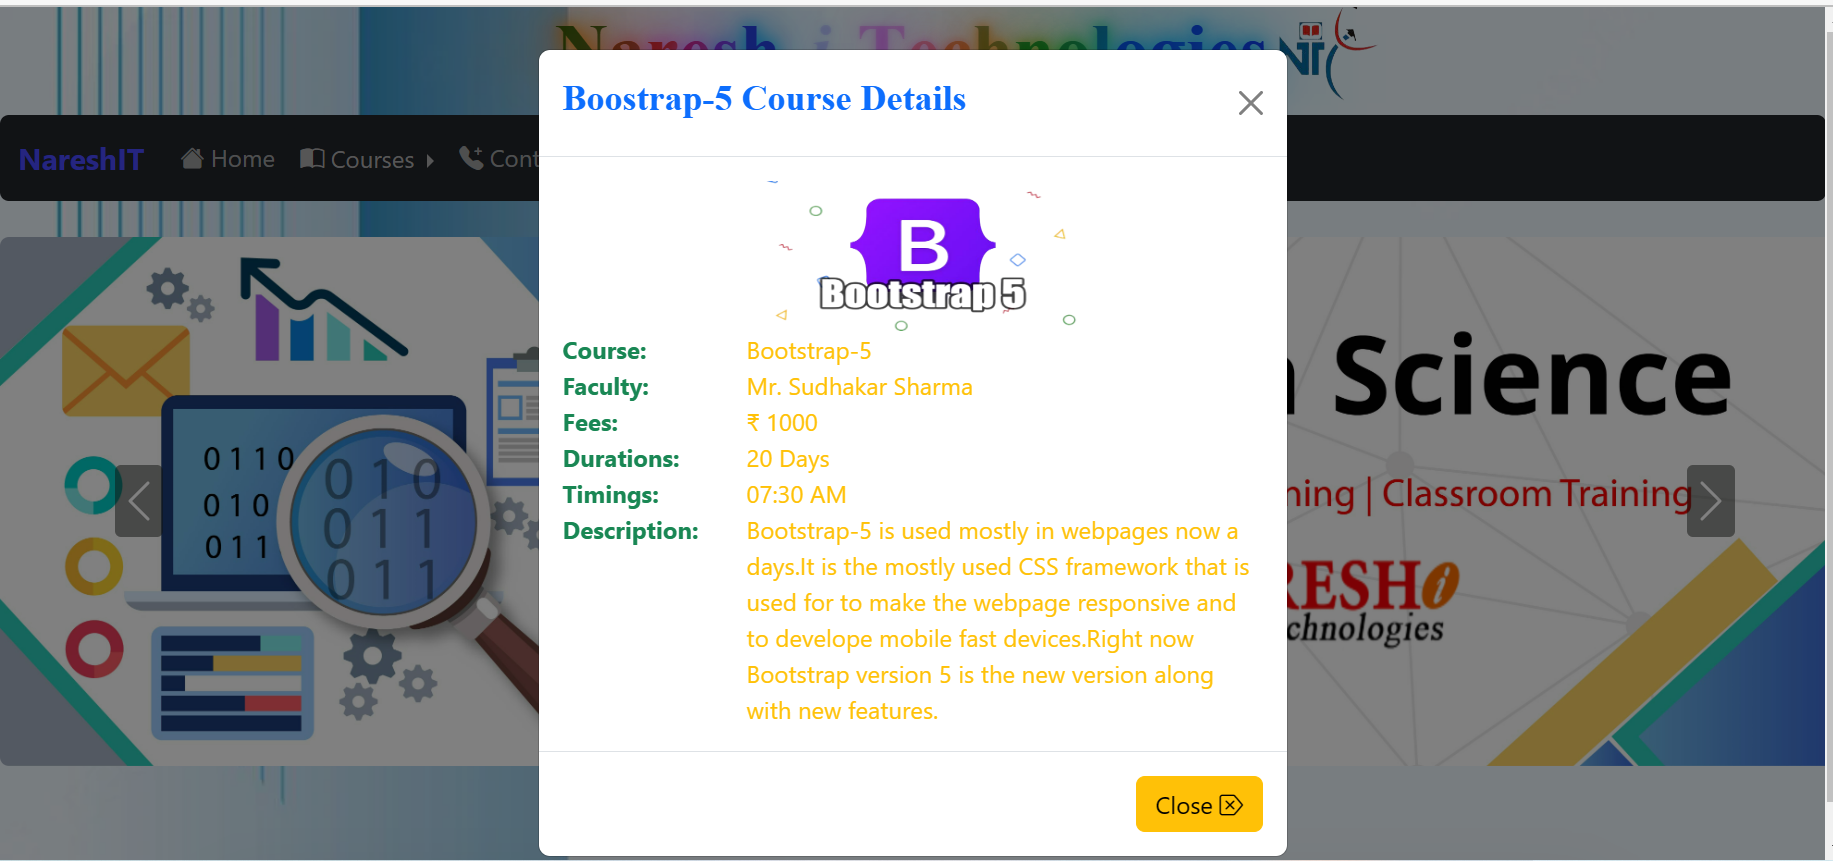 Naresh i Technologies
NIT
Boostrap-5 Course Details
NareshIT Home Courses Cont
B
Bootstrap 5
Course: Bootstrap-5
Faculty: Mr. Sudhakar Sharma
Fees: ₹ 1000
Durations: 20 Days
Timings: 07:30 AM
Description: Bootstrap-5 is used mostly in webpages now a
days.It is the mostly used CSS framework that is
used for to make the webpage responsive and
to develope mobile fast devices.Right now
Bootstrap version 5 is the new version along
with new features.
Close
0110
010
011
010
011
011
Science
ning | Classroom Training
RESHi
chnologies